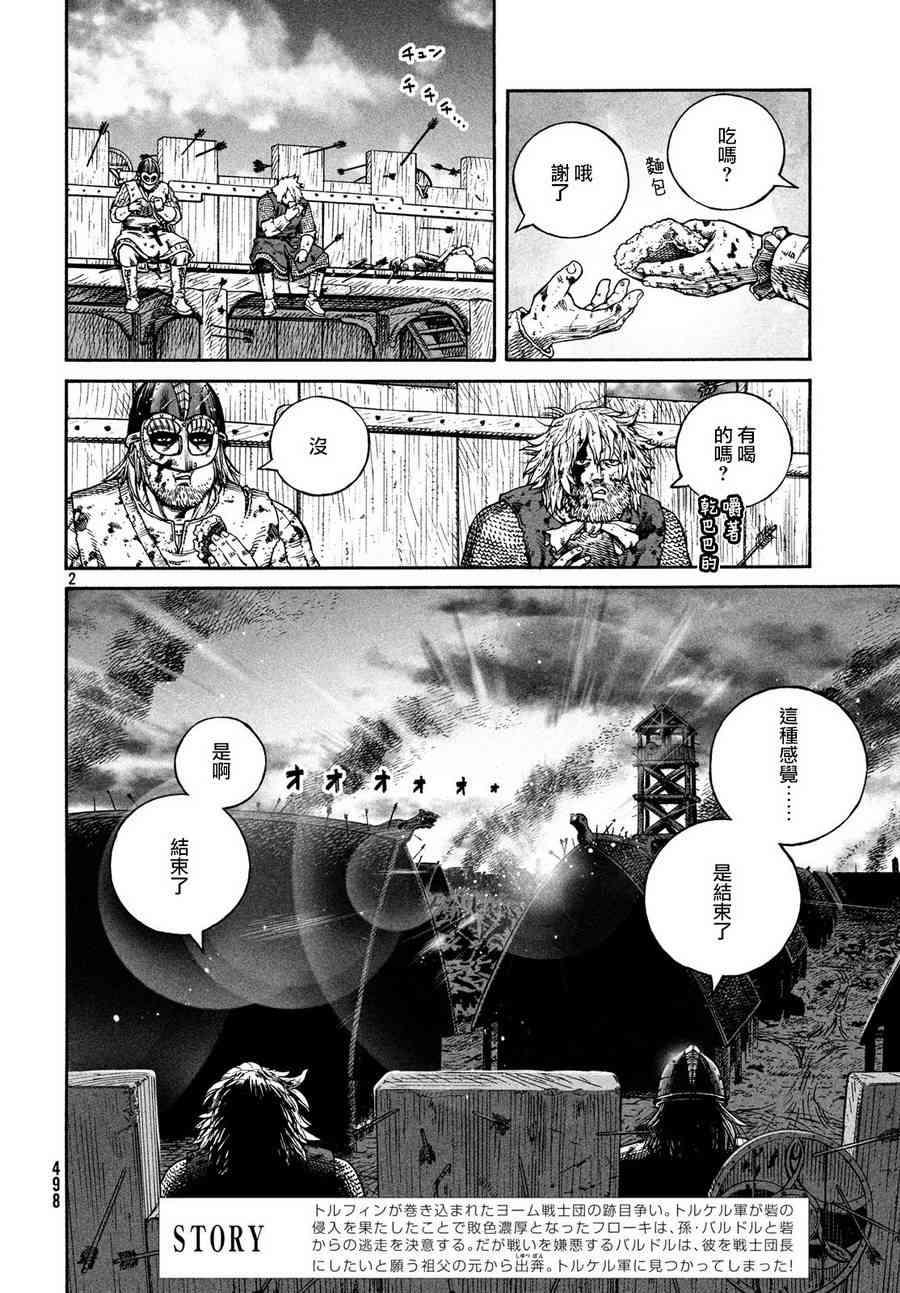 吃嗎?
麵包
哦
謝了
チュン
チチチ…
有喝
的嗎?
嚼著
乾巴巴的
沒
2
這種感覺……
是結束了
オオオォォォ.
是啊
結束了
498
STORY
トルフィンが巻き込まれたヨーム戦士団の跡目争い。トルケル軍が砦の
侵入を果たしたことで敗色濃厚となったフローキは、孫・バルドルと砦
からの逃走を決意する。だが戦いを嫌悪するバルドルは、彼を戦士団長
にしたいと願う祖父の元から出奔。トルケル軍に見つかってしまった!
しゅっぽん